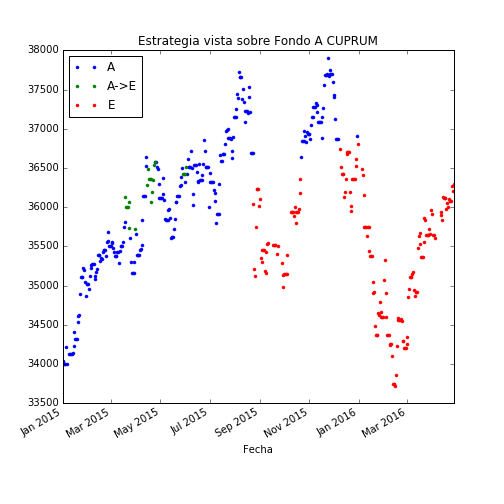 Estrategia vista sobre Fondo A CUPRUM
38000
37500
37000
36500
36000
35500
35000
34500
34000
33500
A
A->E
E
Jan 2015
Mar 2015
May 2015
Jul 2015
Sep 2015
Nov 2015
Jan 2016
Mar 2016
Fecha